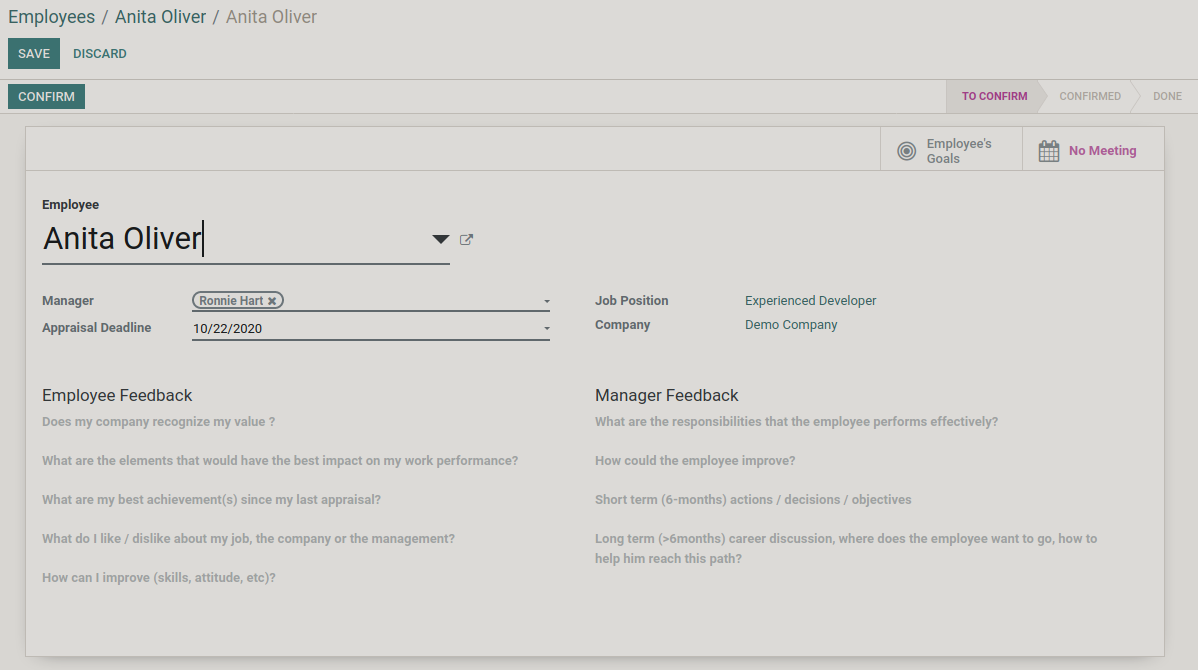 Employees / Anita Oliver / Anita Oliver
SAVE DISCARD
CONFIRM TO CONFIRM CONFIRMED DONE
Employee's
Goals
No Meeting
Employee
Anita Oliver
Manager Ronnie Hart Job Position Experienced Developer
Appraisal Deadline 10/22/2020 Company Demo Company
Employee Feedback
Does my company recognize my value ?
What are the elements that would have the best impact on my work performance?
What are my best achievement(s) since my last appraisal?
What do I like / dislike about my job, the company or the management?
How can I improve (skills, attitude, etc)?
Manager Feedback
What are the responsibilities that the employee performs effectively?
How could the employee improve?
Short term (6-months) actions / decisions / objectives
Long term (>6months) career discussion, where does the employee want to go, how to
help him reach this path?